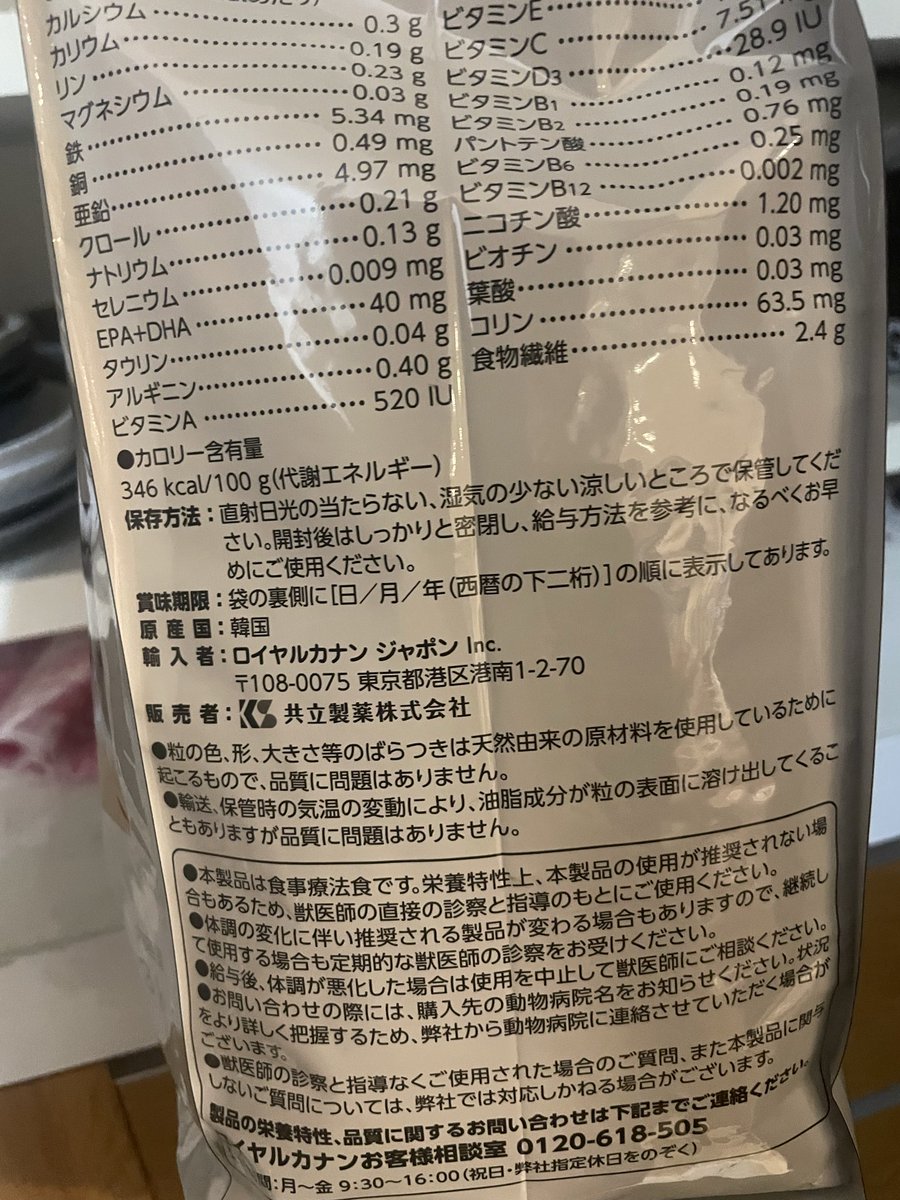 カルシウム 0.3 g
カリウム 0.19 g
リン 0.23 g
マグネシウム 0.03 g
鉄 5.34 mg
銅 0.49 mg
亜鉛 4.97 mg
クロール 0.21 g
ナトリウム 0.13 g
セレニウム 0.009 mg
EPA+DHA 40 mg
タウリン 0.04 g
アルギニン 0.40 g
ビタミンA 520 IU
ビタミンE
ビタミンC 7.51
ビタミンD3 28.9 IU
ビタミンB1 0.12 mg
ビタミンB2 0.19 mg
パントテン酸 0.76 mg
ビタミンB6 0.25 mg
ビタミンB12 0.002 mg
ニコチン酸 1.20 mg
ビオチン 0.03 mg
葉酸 0.03 mg
コリン 63.5 mg
食物繊維 2.4 g
●カロリー含有量
346 kcal/100 g(代謝エネルギー)
保存方法：直射日光の当たらない、湿気の少ない涼しいところで保管してくだ
さい。開封後はしっかりと密閉し、給与方法を参考に、なるべくお早
めにご使用ください。
賞味期限：袋の裏側に[日／月／年(西暦の下二桁)]の順に表示してあります。
原産国：韓国
輸入者：ロイヤルカナン ジャポン Inc.
〒108-0075 東京都港区港南1-2-70
販売者：KS 共立製薬株式会社
●粒の色、形、大きさ等のばらつきは天然由来の原材料を使用しているために
起こるもので、品質に問題はありません。
●輸送、保管時の気温の変動により、油脂成分が粒の表面に溶け出してくるこ
ともありますが品質に問題はありません。
●本製品は食事療法食です。栄養特性上、本製品の使用が推奨されない場
合もあるため、獣医師の直接の診察と指導のもとにご使用ください。
●体調の変化に伴い推奨される製品が変わる場合もありますので、継続し
て使用する場合も定期的な獣医師の診察をお受けください。
●給与後、体調が悪化した場合は使用を中止して獣医師にご相談ください。
●お問い合わせの際には、購入先の動物病院名をお知らせください。状況
をより詳しく把握するため、弊社から動物病院に連絡させていただく場合が
ございます。
●獣医師の診察と指導なくご使用された場合のご質問、また本製品に関与
しないご質問については、弊社では対応しかねる場合がございます。
製品の栄養特性、品質に関するお問い合わせは下記までご連絡ください。
イヤルカナンお客様相談室 0120-618-505
間：月～金 9:30～16:00(祝日・弊社指定休日をのぞく)